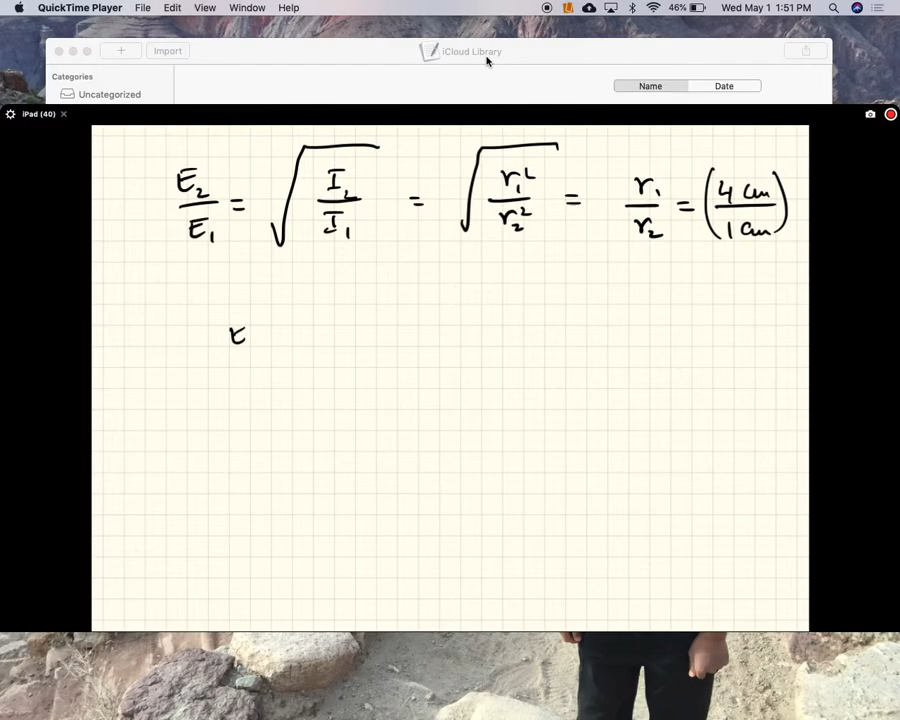 QuickTime Player File Edit View Window Help 46% Wed May 1 1:51 PM
Import iCloud Library
Categories
Name Date
Uncategorized
iPad (40)
E₂/E₁ = √(I₂/I₁) = √(r₁²/r₂²) = r₁/r₂ = (4 cm/1 cm)
E